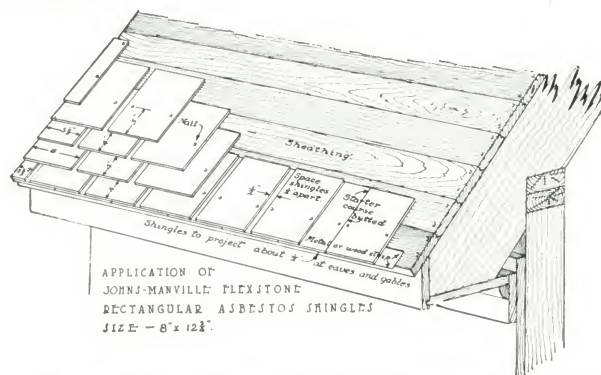 Nail
Sheathing
Space
shingles
apart.
Starter
course
butted
Metal or wood strip
Shingles to project about at eaves and gables
APPLICATION OF
JOHNS-MANVILLE FLEXSTONE
RECTANGULAR ASBESTOS SHINGLES
SIZE — 8" x 12¾".